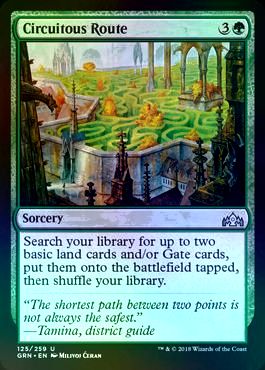 Circuitous Route 3
Sorcery
Search your library for up to two
basic land cards and/or Gate cards,
put them onto the battlefield tapped,
then shuffle your library.
“The shortest path between two points is
not always the safest.”
—Tamina, district guide
125/259 U
GRN • EN Milivoj Ćeran
™ & © 2018 Wizards of the Coast